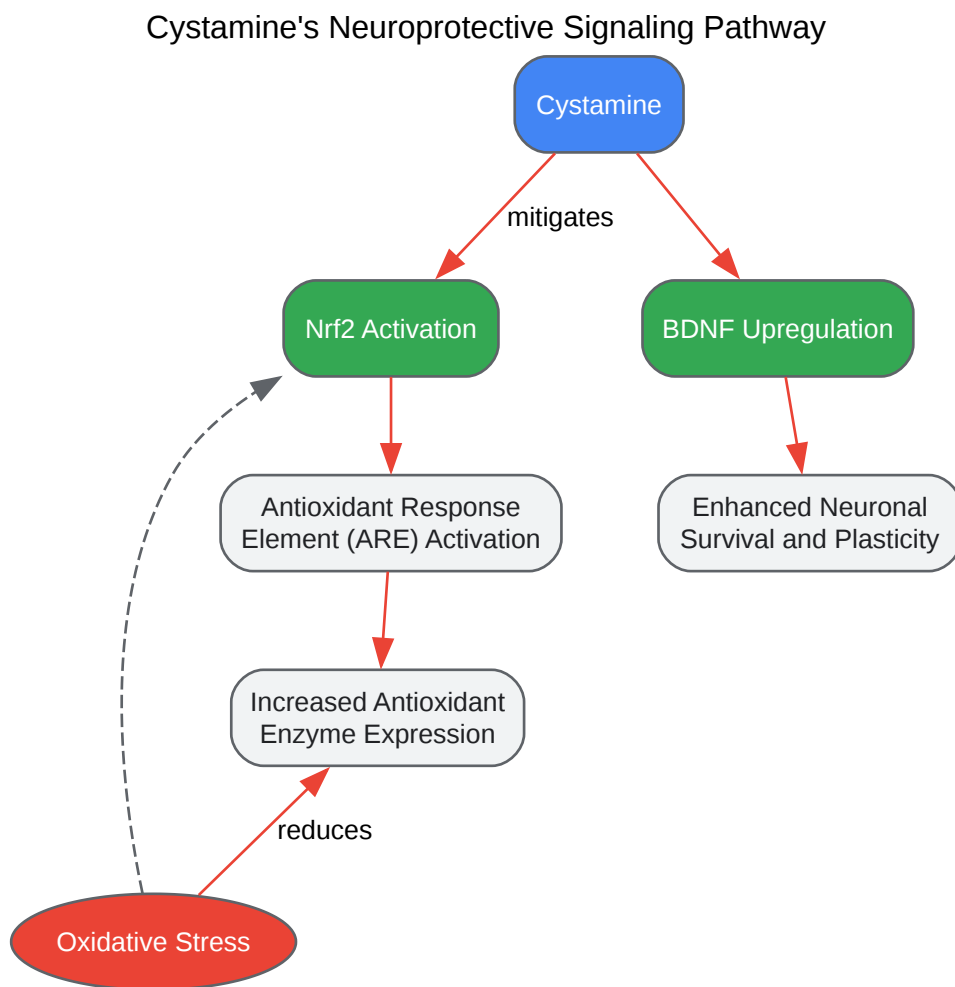 Cystamine's Neuroprotective Signaling Pathway
Cystamine
mitigates
Nrf2 Activation
BDNF Upregulation
Antioxidant Response
Element (ARE) Activation
Enhanced Neuronal
Survival and Plasticity
Increased Antioxidant
Enzyme Expression
reduces
Oxidative Stress